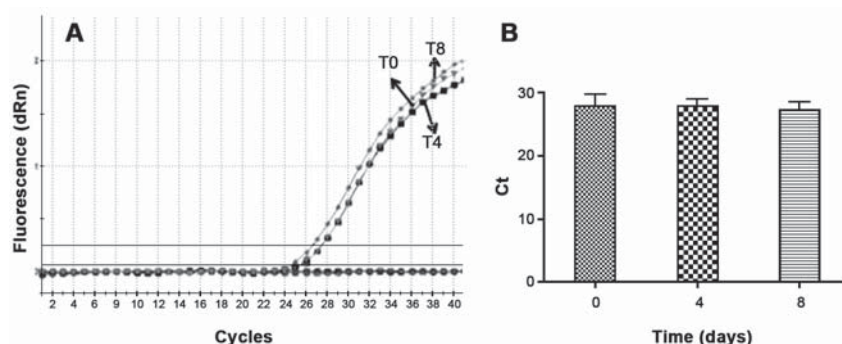 A
Fluorescence (dRn)
2
1
T0
T8
T4
2 4 6 8 10 12 14 16 18 20 22 24 26 28 30 32 34 36 38 40
Cycles
B
Ct
30
20
10
0
0 4 8
Time (days)